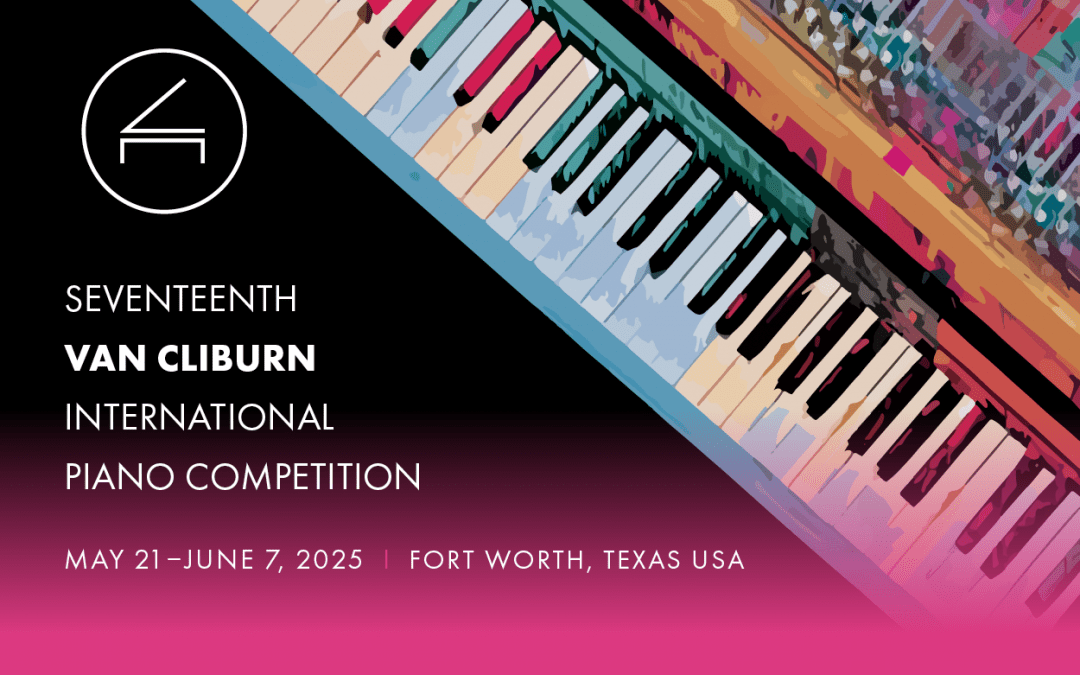 SEVENTEENTH
VAN CLIBURN
INTERNATIONAL
PIANO COMPETITION
MAY 21–JUNE 7, 2025 | FORT WORTH, TEXAS USA